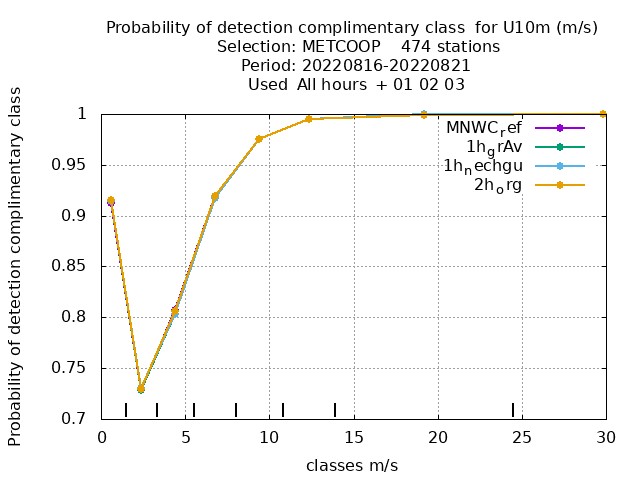 Probability of detection complimentary class  for U10m (m/s)
Selection: METCOOP    474 stations
Period: 20220816-20220821
Used  All hours  + 01 02 03
Probability of detection complimentary class
1
0.95
0.9
0.85
0.8
0.75
0.7
MNWC_ref
1h_grAv
1h_nechgu
2h_org
0 5 10 15 20 25 30
classes m/s